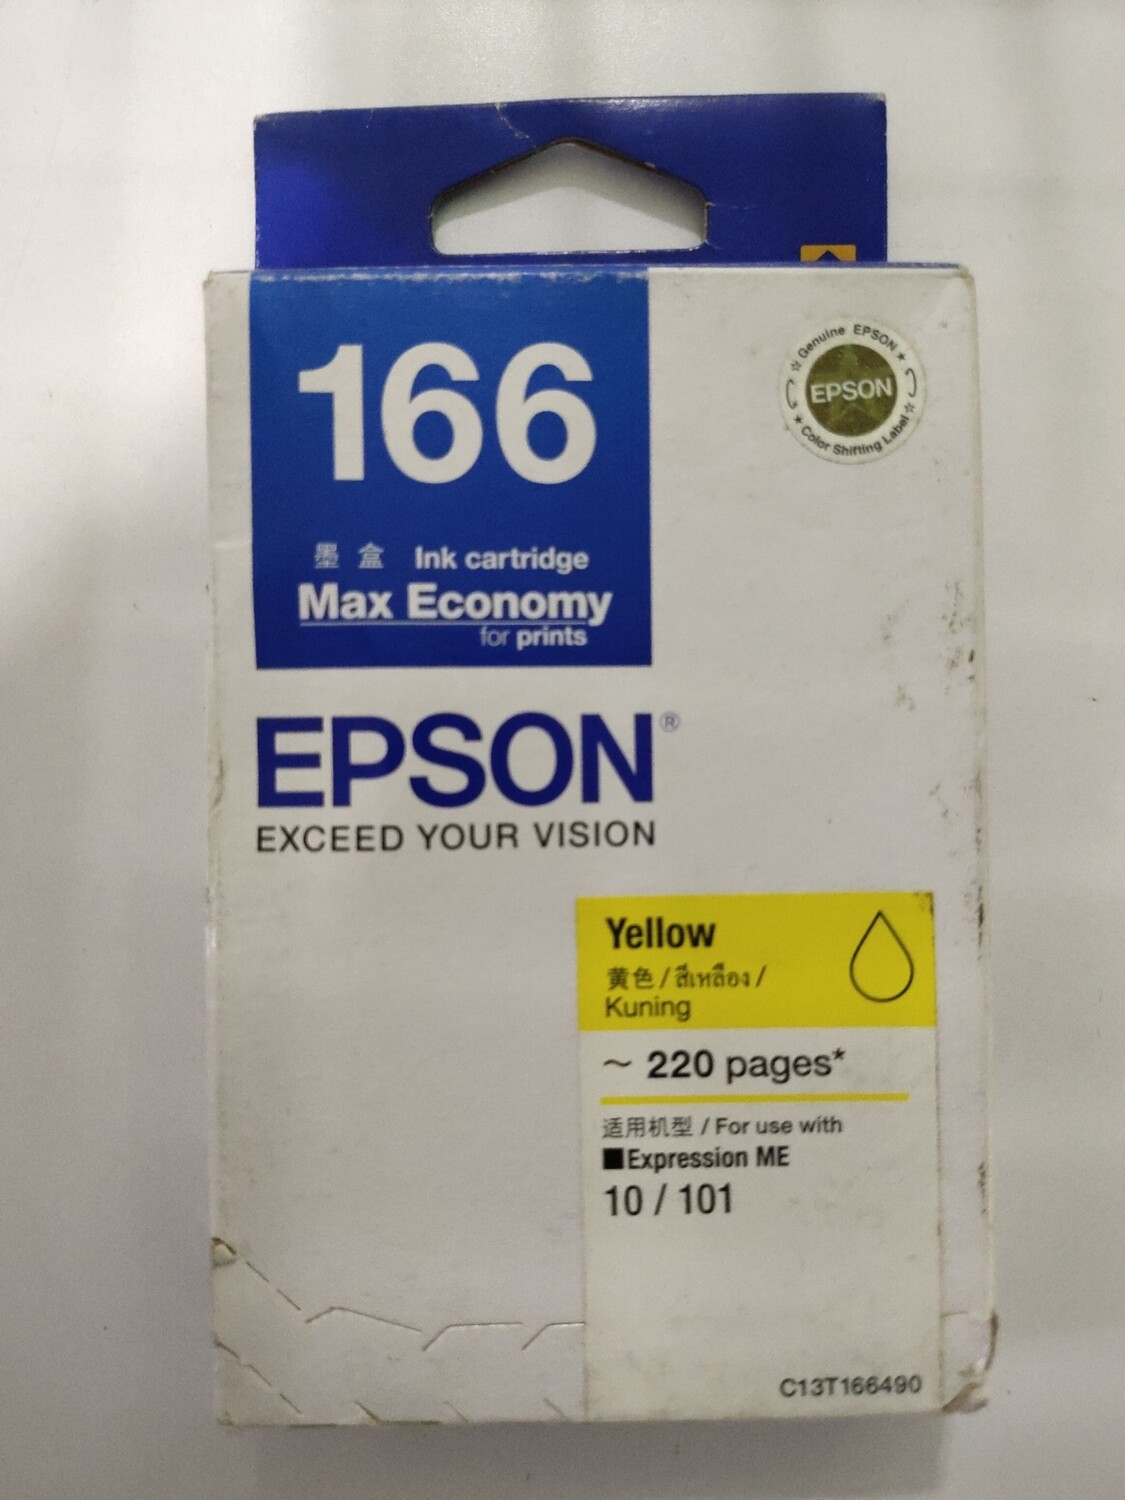 166
墨 盒 Ink cartridge
Max Economy
for prints
Genuine EPSON
EPSON
Color Shifting Label
EPSON®
EXCEED YOUR VISION
Yellow
黄色 / สีเหลือง /
Kuning
~ 220 pages*
适用机型 / For use with
■Expression ME
10 / 101
C13T166490